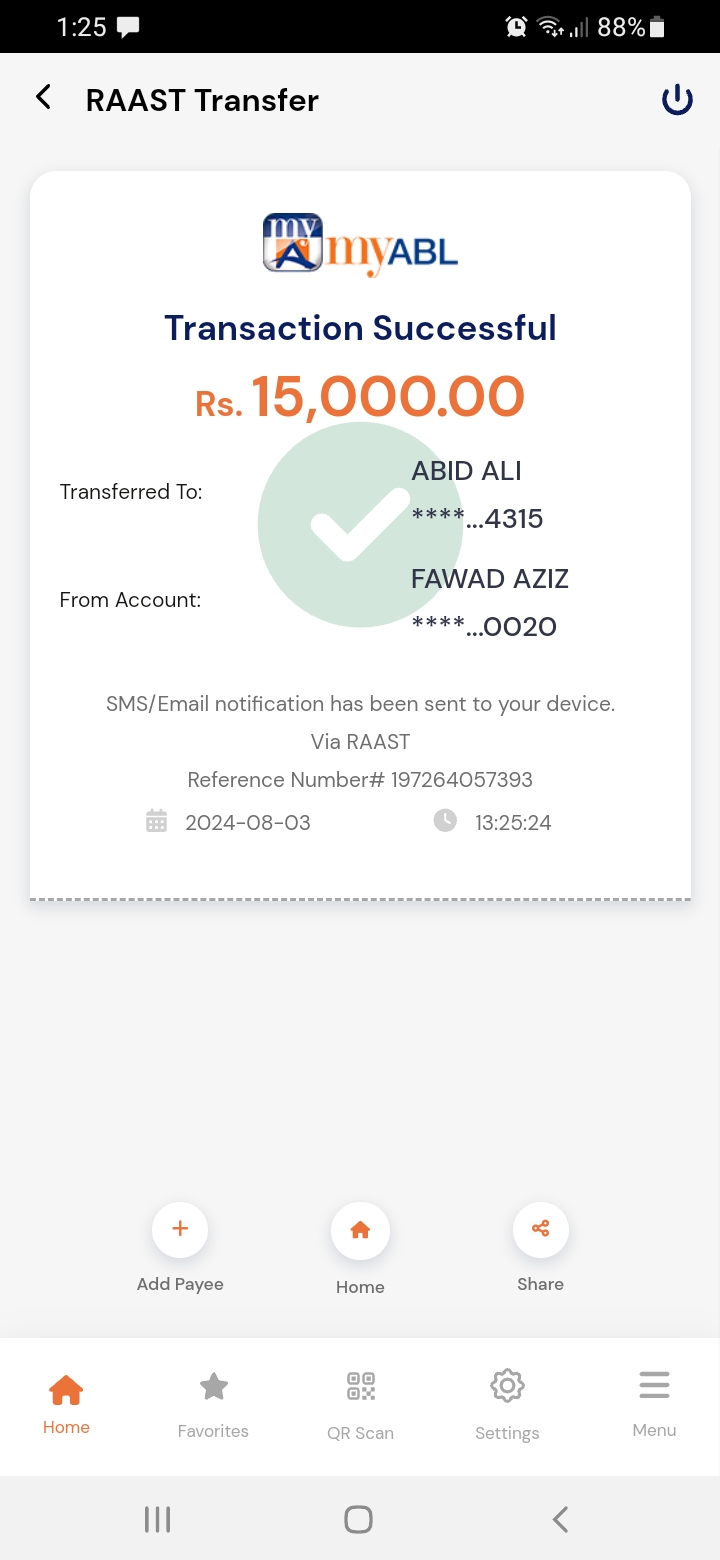 1:25
88%
RAAST Transfer
my
A
myABL
Transaction Successful
Rs. 15,000.00
Transferred To:
ABID ALI
****...4315
From Account:
FAWAD AZIZ
****...0020
SMS/Email notification has been sent to your device.
Via RAAST
Reference Number# 197264057393
2024-08-03 13:25:24
Add Payee
Home
Share
Home
Favorites
QR Scan
Settings
Menu